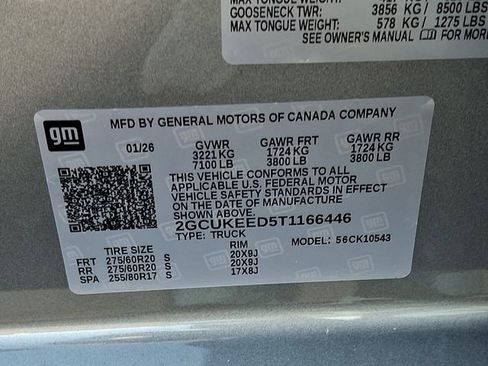 GOOSENECK TWR: 3856 KG / 8500 LBS
MAX TONGUE WEIGHT: 578 KG / 1275 LBS
SEE OWNER'S MANUAL FOR MORE
gm
MFD BY GENERAL MOTORS OF CANADA COMPANY
01/26 GVWR GAWR FRT GAWR RR
3221 KG 1724 KG 1724 KG
7100 LB 3800 LB 3800 LB
THIS VEHICLE CONFORMS TO ALL
APPLICABLE U.S. FEDERAL MOTOR
VEHICLE SAFETY STANDARDS IN EFFECT
ON THE DATE OF MANUFACTURE
SHOWN ABOVE.
2GCUKEED5T1166446
TYPE: TRUCK MODEL: 56CK10543
TIRE SIZE RIM
FRT 275/60R20 S 20X9J
RR 275/60R20 S 20X9J
SPA 255/80R17 S 17X8J